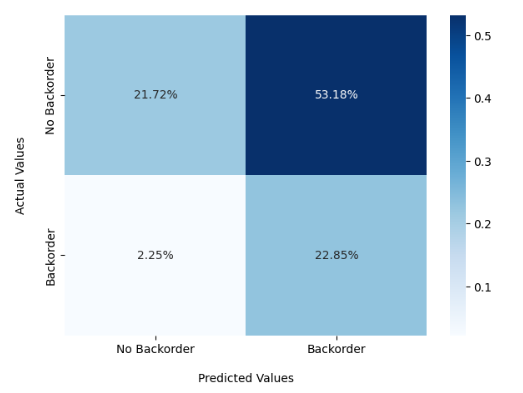 No Backorder
21.72%
53.18%
Actual Values
Backorder
2.25%
22.85%
No Backorder
Backorder
Predicted Values
0.5
0.4
0.3
0.2
0.1